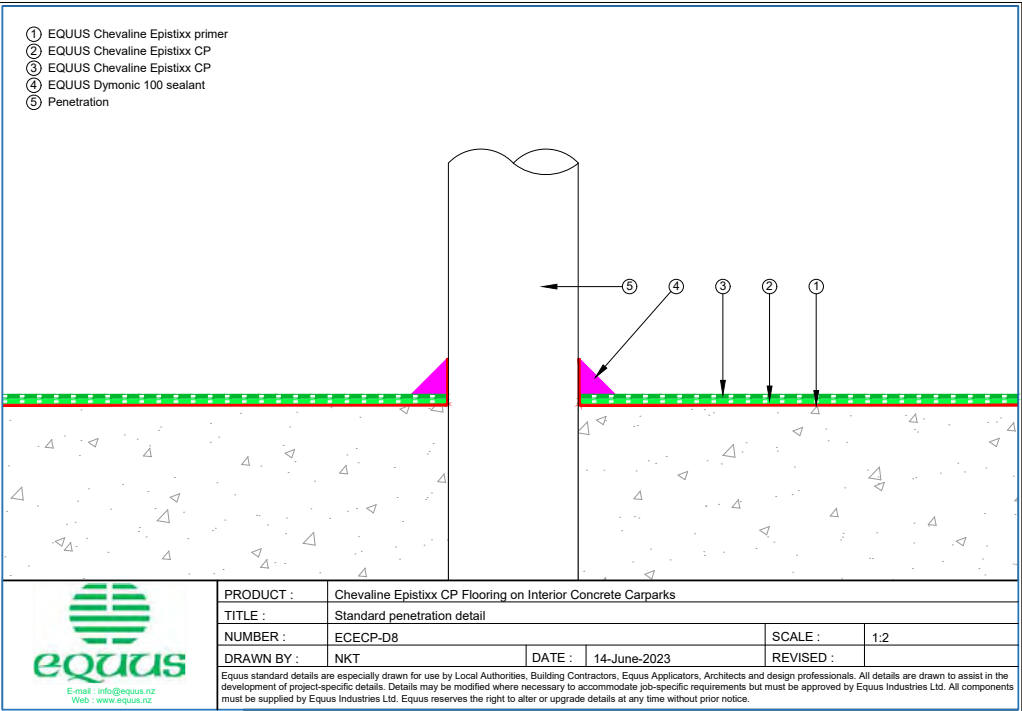 ① EQUUS Chevaline Epistixx primer
② EQUUS Chevaline Epistixx CP
③ EQUUS Chevaline Epistixx CP
④ EQUUS Dymonic 100 sealant
⑤ Penetration
⑤ ④ ③ ② ①
equus
E-mail : info@equus.nz
Web : www.equus.nz
PRODUCT : Chevaline Epistixx CP Flooring on Interior Concrete Carparks
TITLE : Standard penetration detail
NUMBER : ECECP-D8 SCALE : 1:2
DRAWN BY : NKT DATE : 14-June-2023 REVISED :
Equus standard details are especially drawn for use by Local Authorities, Building Contractors, Equus Applicators, Architects and design professionals. All details are drawn to assist in the
development of project-specific details. Details may be modified where necessary to accommodate job-specific requirements but must be approved by Equus Industries Ltd. All components
must be supplied by Equus Industries Ltd. Equus reserves the right to alter or upgrade details at any time without prior notice.